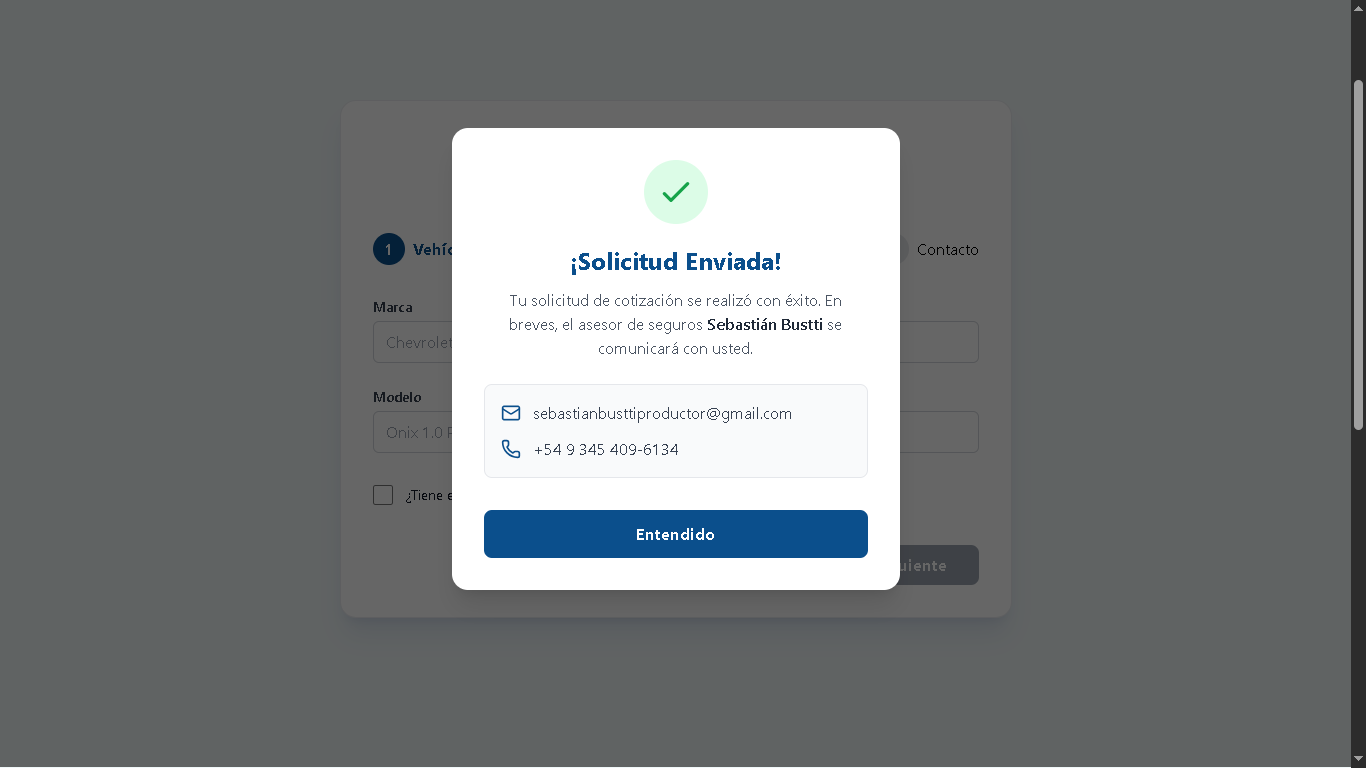 ¡Solicitud Enviada!
Tu solicitud de cotización se realizó con éxito. En
breves, el asesor de seguros Sebastián Bustti se
comunicará con usted.
sebastianbusttiproductor@gmail.com
+54 9 345 409-6134
Entendido
1
Contacto
Marca
Chevrolet
Modelo
Onix 1.0
¿Tiene